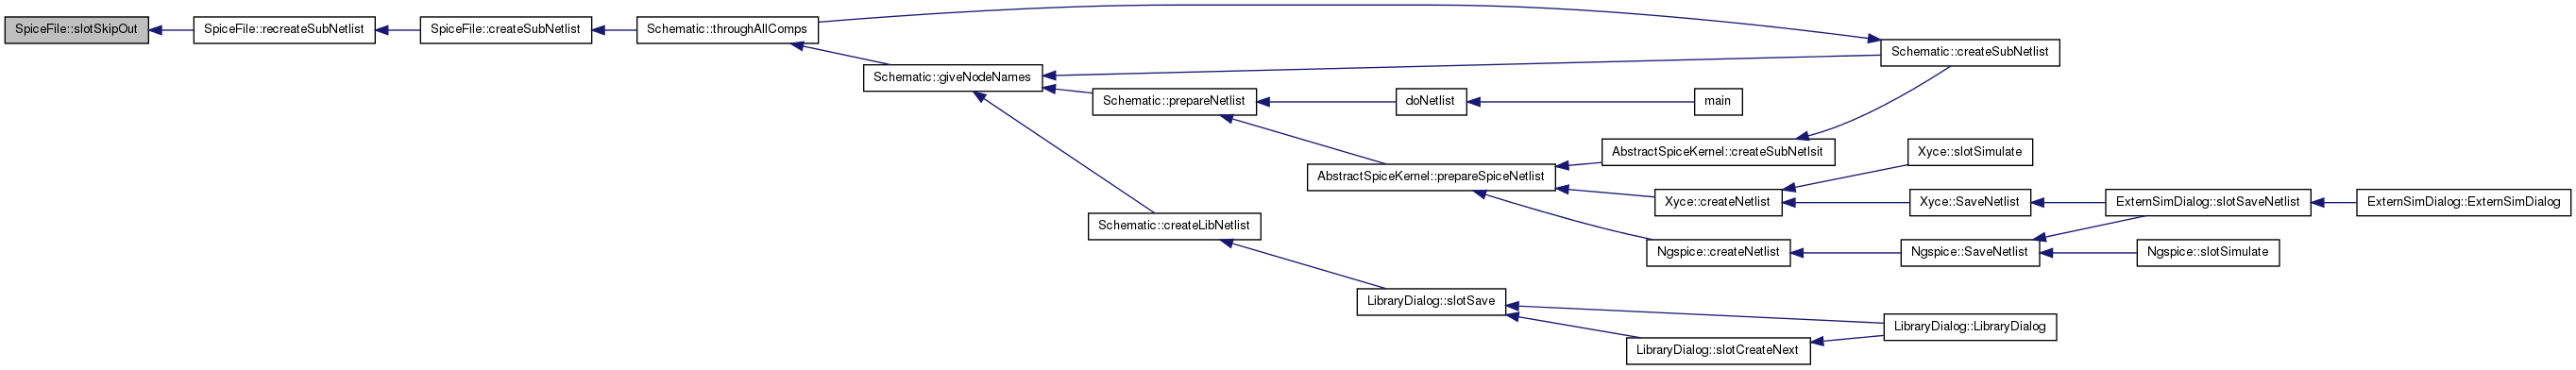 SpiceFile::slotSkipOut
SpiceFile::recreateSubNetlist
SpiceFile::createSubNetlist
Schematic::throughAllComps
Schematic::giveNodeNames
Schematic::createSubNetlist
Schematic::prepareNetlist
doNetlist
main
AbstractSpiceKernel::createSubNetlsit
Xyce::slotSimulate
AbstractSpiceKernel::prepareSpiceNetlist
Xyce::createNetlist
Xyce::SaveNetlist
ExternSimDialog::slotSaveNetlist
ExternSimDialog::ExternSimDialog
Schematic::createLibNetlist
Ngspice::createNetlist
Ngspice::SaveNetlist
Ngspice::slotSimulate
LibraryDialog::slotSave
LibraryDialog::LibraryDialog
LibraryDialog::slotCreateNext